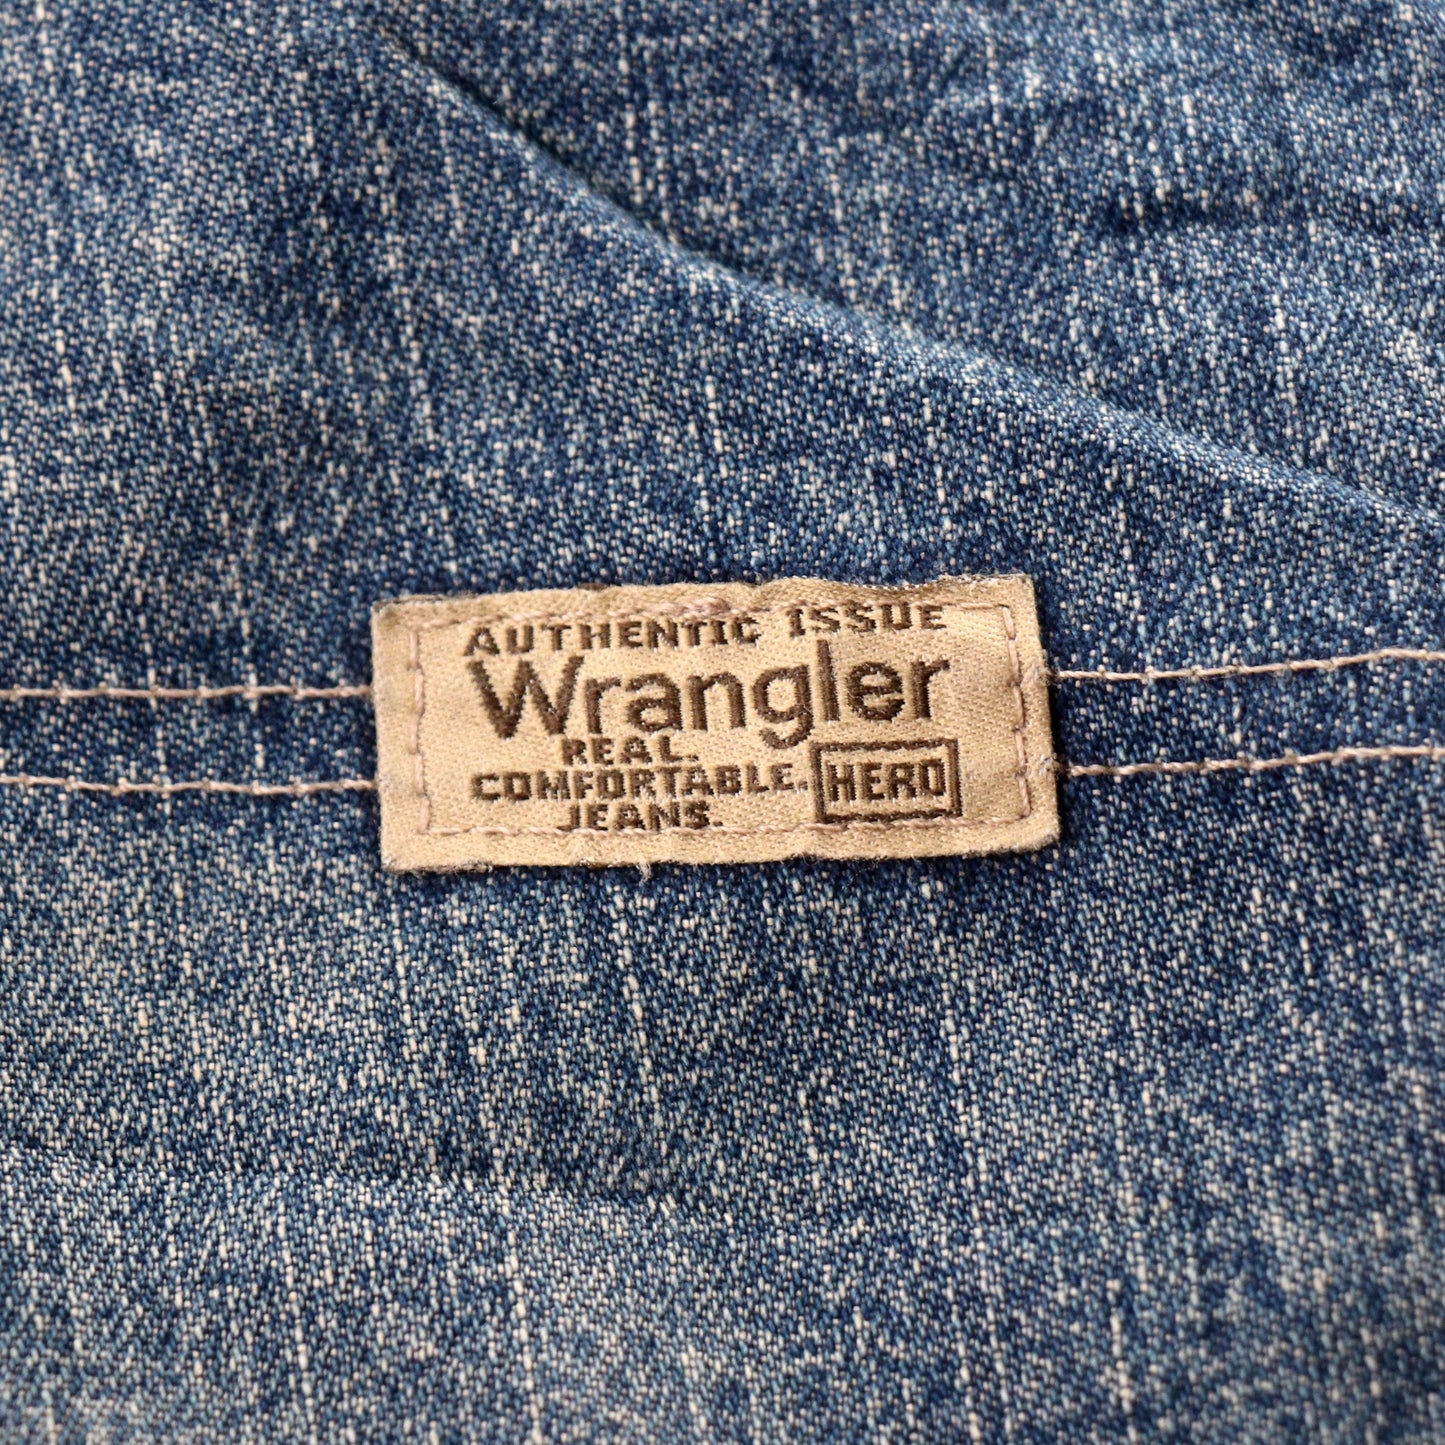 AUTHENTIC ISSUE
Wrangler
REAL.
COMFORTABLE.
JEANS.
HERO